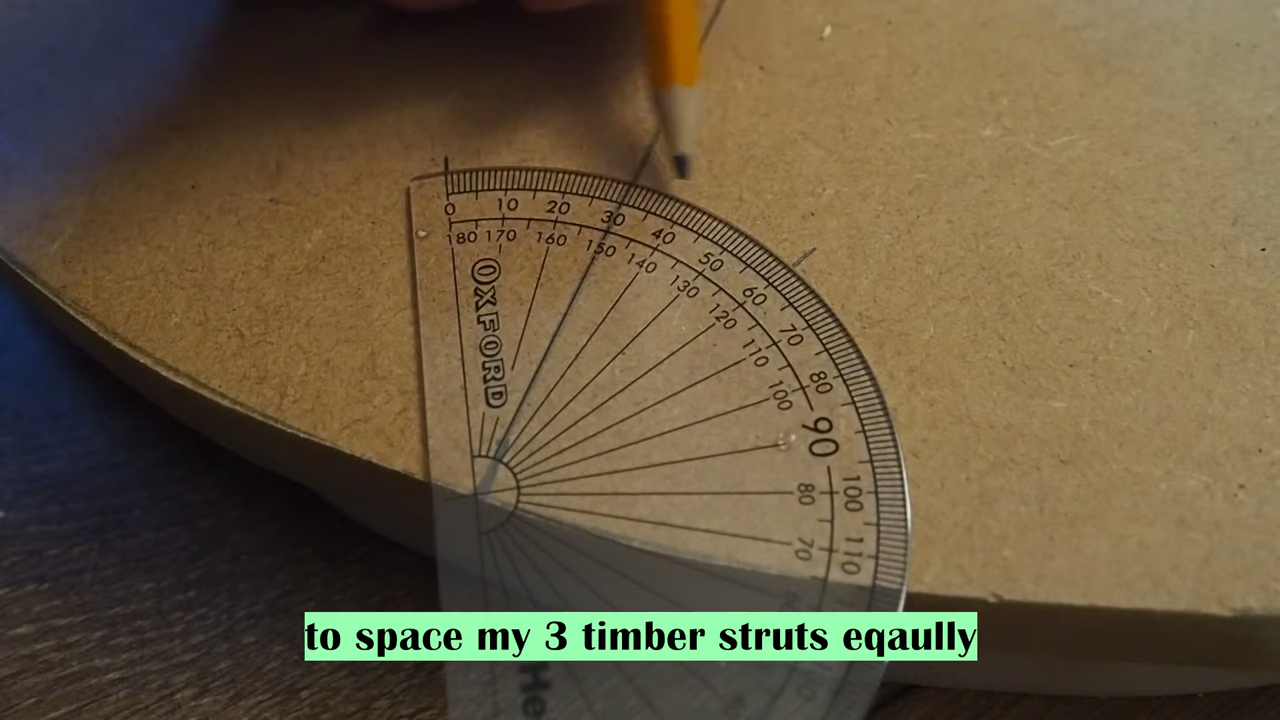 0 10 20 30 40 50 60 70 80 90 100 110
180 170 160 150 140 130 120 110 100 80 70
OXFORD
He
to space my 3 timber struts eqaully